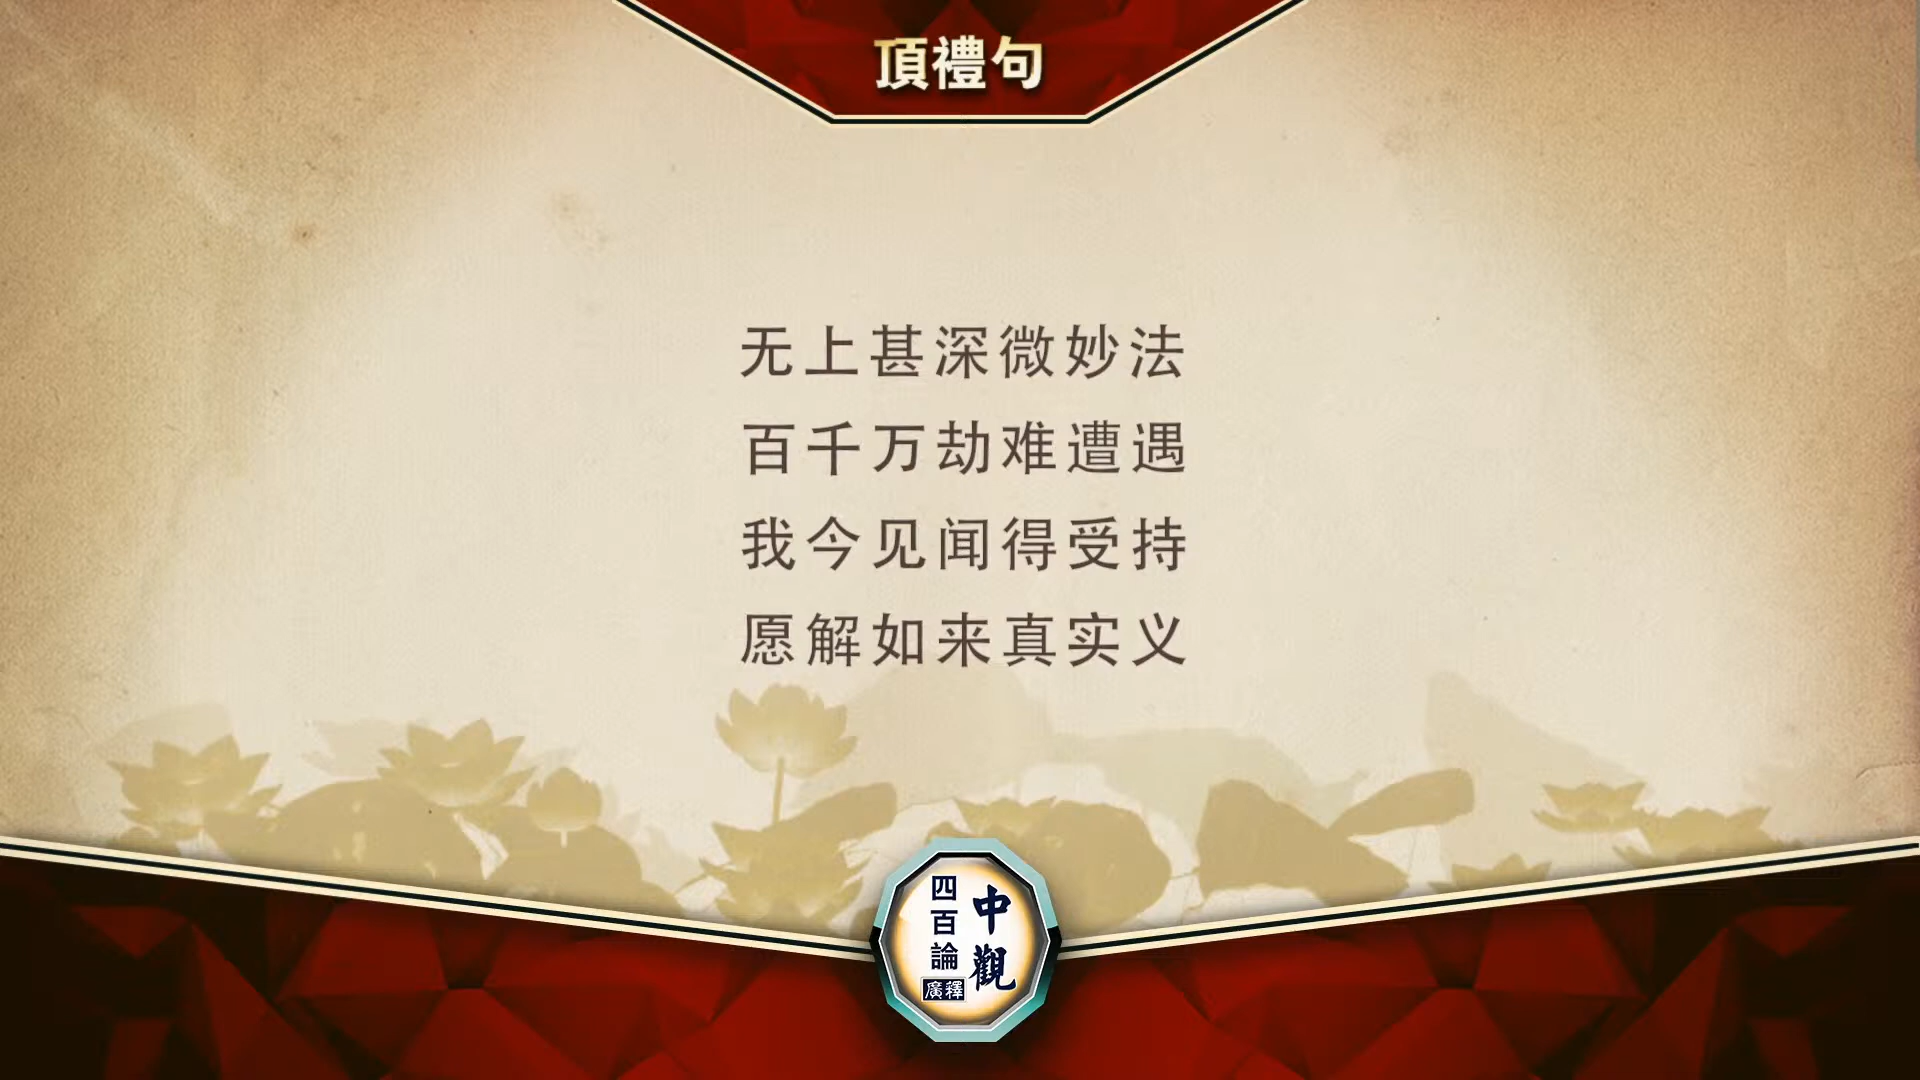 頂禮句
无上甚深微妙法
百千万劫难遭遇
我今见闻得受持
愿解如来真实义
中觀
四百論
廣釋